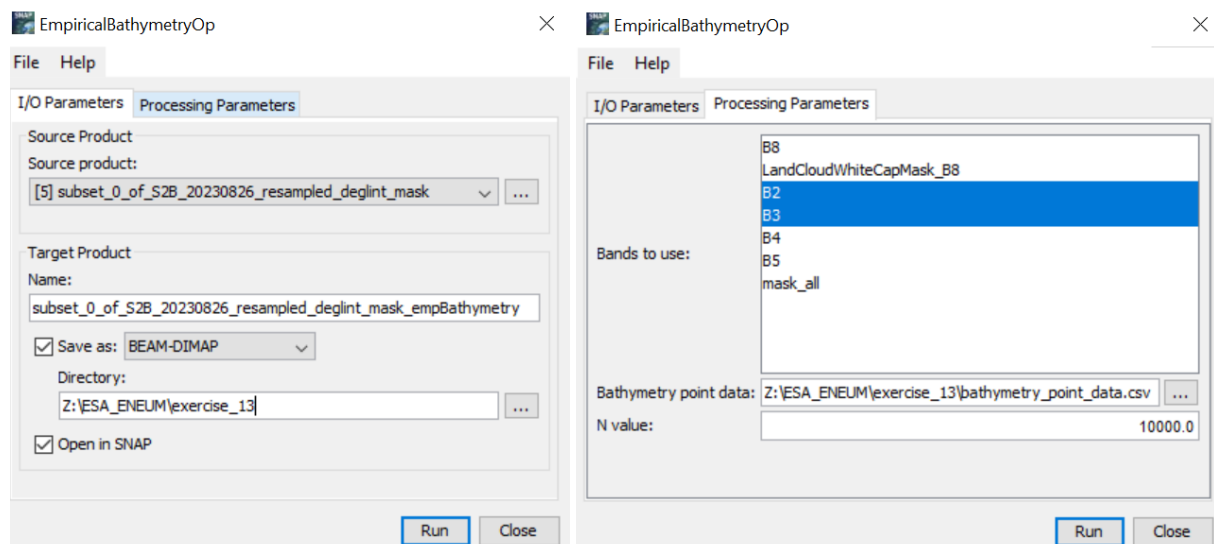 EmpiricalBathymetryOp
File Help
I/O Parameters Processing Parameters
Source Product
Source product:
[5] subset_0_of_S2B_20230826_resampled_deglint_mask ...
Target Product
Name:
subset_0_of_S2B_20230826_resampled_deglint_mask_empBathymetry
Save as: BEAM-DIMAP
Directory:
Z:\ESA_ENEUM\exercise_13 ...
Open in SNAP
Run Close
EmpiricalBathymetryOp
File Help
I/O Parameters Processing Parameters
B8
LandCloudWhiteCapMask_B8
B2
B3
B4
Bands to use:
B5
mask_all
Bathymetry point data: Z:\ESA_ENEUM\exercise_13\bathymetry_point_data.csv ...
N value: 10000.0
Run Close